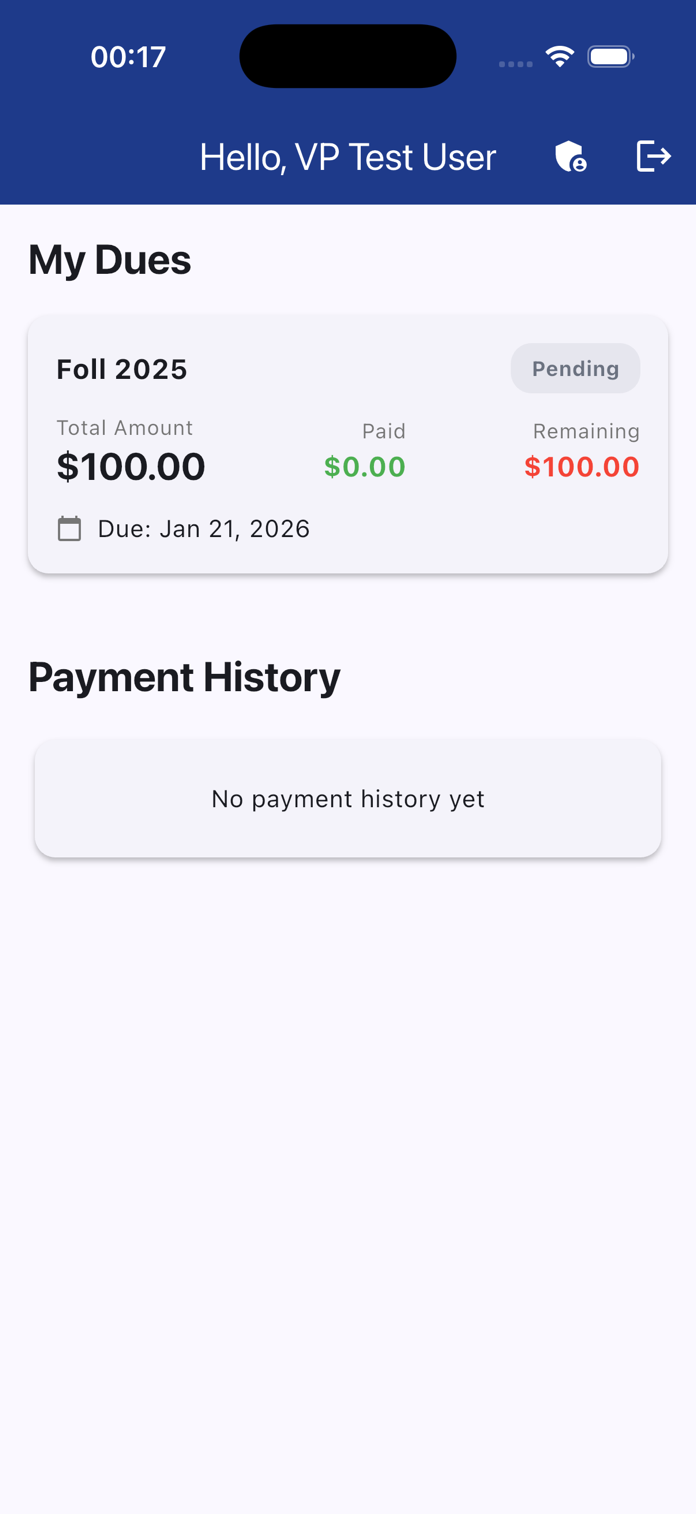 00:17
Hello, VP Test User
My Dues
Foll 2025
Pending
Total Amount
Paid
Remaining
$100.00
$0.00
$100.00
Due: Jan 21, 2026
Payment History
No payment history yet